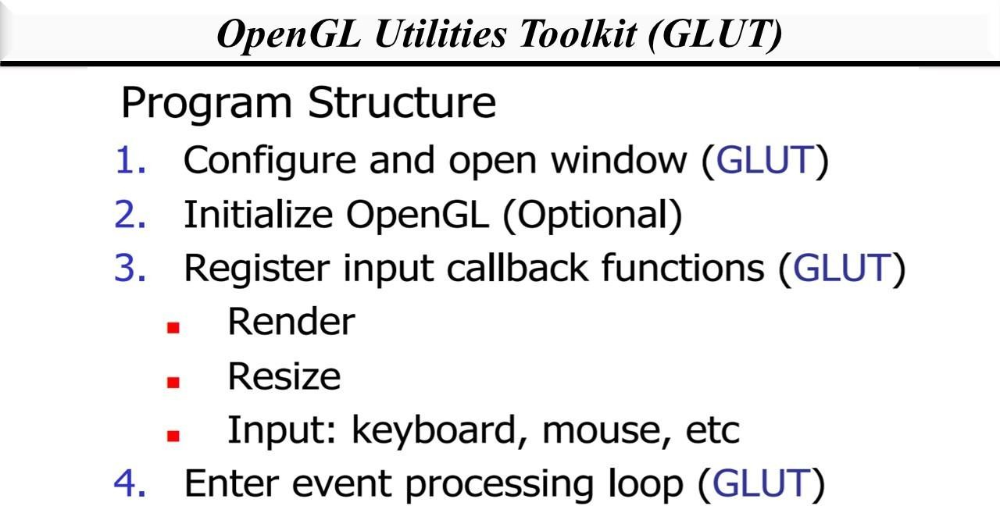 OpenGL Utilities Toolkit (GLUT)
Program Structure
1. Configure and open window (GLUT)
2. Initialize OpenGL (Optional)
3. Register input callback functions (GLUT)
Render
Resize
Input: keyboard, mouse, etc
4. Enter event processing loop (GLUT)